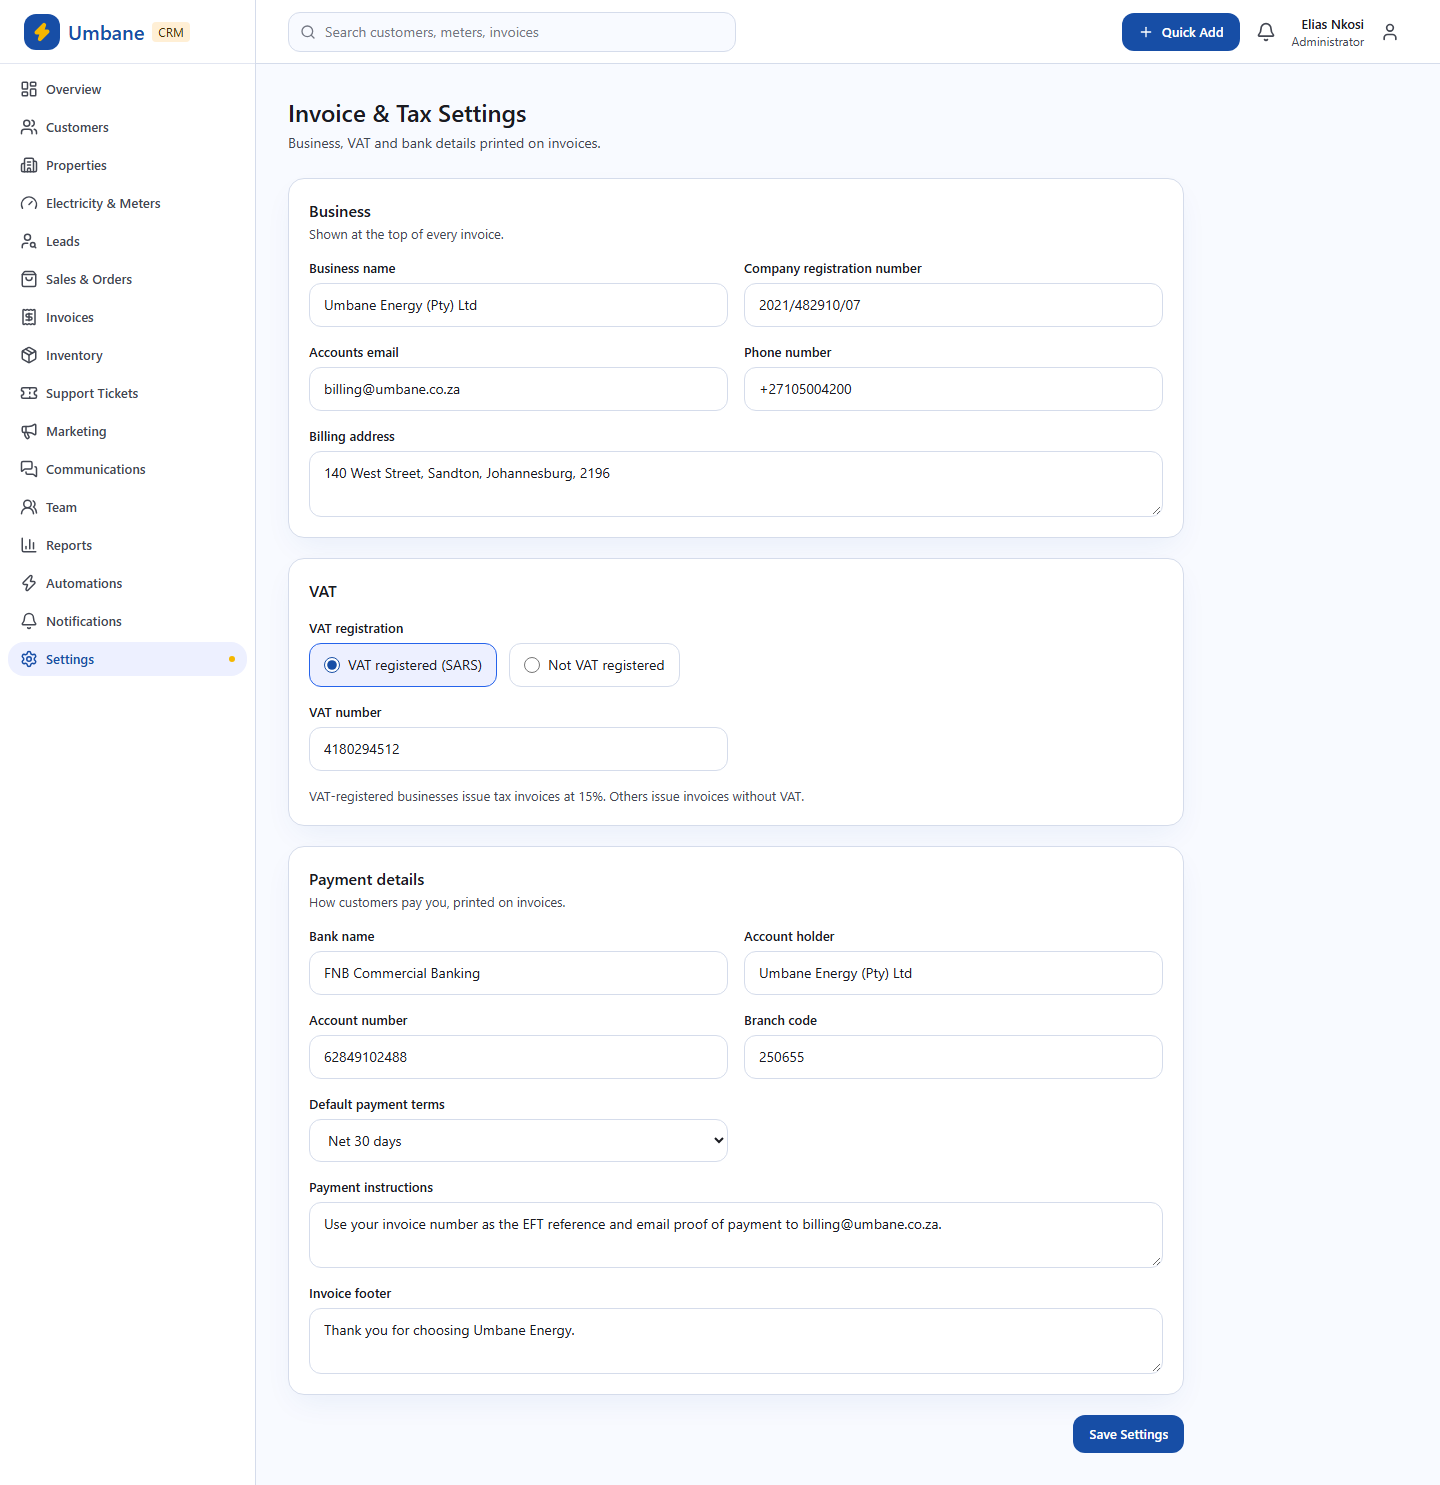 Umbane CRM
Search customers, meters, invoices
Quick Add
Elias Nkosi
Administrator
Overview
Customers
Properties
Electricity & Meters
Leads
Sales & Orders
Invoices
Inventory
Support Tickets
Marketing
Communications
Team
Reports
Automations
Notifications
Settings
Invoice & Tax Settings
Business, VAT and bank details printed on invoices.
Business
Shown at the top of every invoice.
Business name
Company registration number
Umbane Energy (Pty) Ltd
2021/482910/07
Accounts email
Phone number
billing@umbane.co.za
+27105004200
Billing address
140 West Street, Sandton, Johannesburg, 2196
VAT
VAT registration
VAT registered (SARS)
Not VAT registered
VAT number
4180294512
VAT-registered businesses issue tax invoices at 15%. Others issue invoices without VAT.
Payment details
How customers pay you, printed on invoices.
Bank name
Account holder
FNB Commercial Banking
Umbane Energy (Pty) Ltd
Account number
Branch code
62849102488
250655
Default payment terms
Net 30 days
Payment instructions
Use your invoice number as the EFT reference and email proof of payment to billing@umbane.co.za.
Invoice footer
Thank you for choosing Umbane Energy.
Save Settings